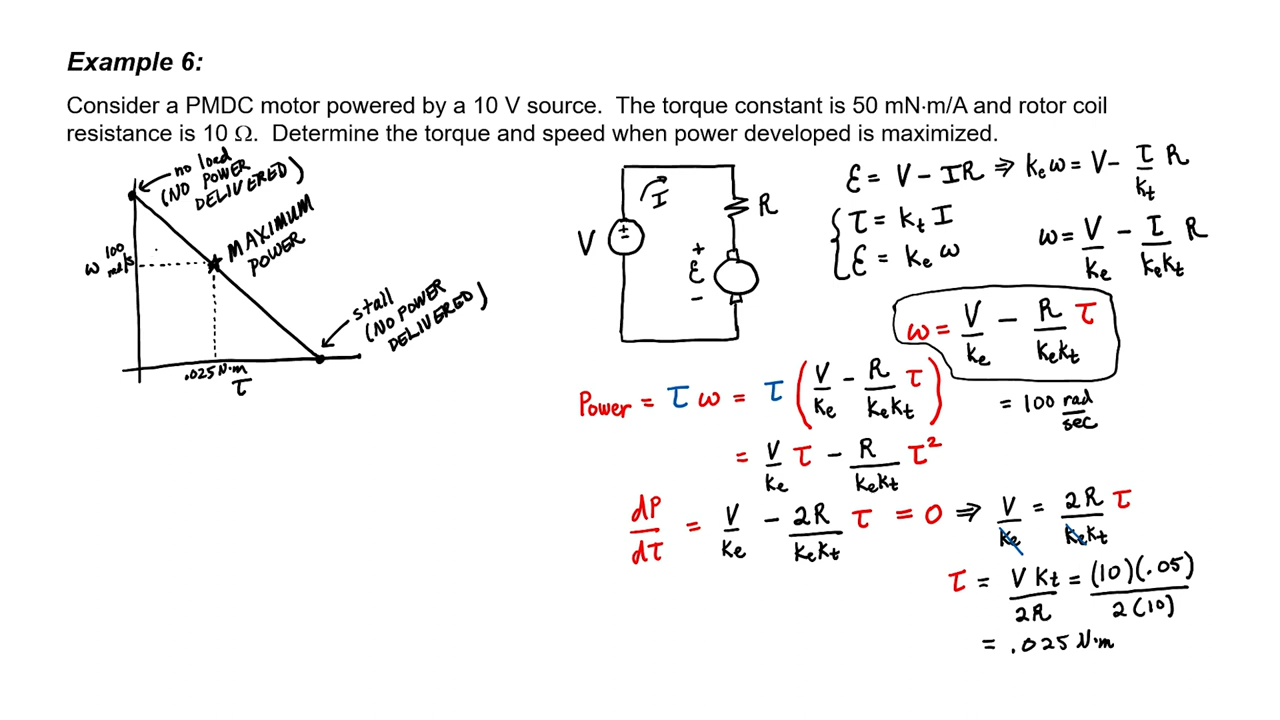 Example 6:
Consider a PMDC motor powered by a 10 V source. The torque constant is 50 mN·m/A and rotor coil
resistance is 10 Ω. Determine the torque and speed when power developed is maximized.
no load
(NO POWER
DELIVERED)
MAXIMUM
POWER
ω 100
rad/s
stall
(NO POWER
DELIVERED)
.025 N·m
τ
I
V
+
-
R
+
ℰ
-
ℰ = V - IR ⇒ keω = V - τ/kt R
τ = kt I
ℰ = ke ω
ω = V/ke - I/(kekt) R
ω = V/ke - R/(kekt) τ
= 100 rad/sec
Power = τ ω = τ (V/ke - R/(kekt) τ)
= V/ke τ - R/(kekt) τ²
dP/dτ = V/ke - 2R/(kekt) τ = 0 ⇒ V/ke = 2R/(kekt) τ
τ = V kt/2R = (10)(.05)/2(10)
= .025 N·m